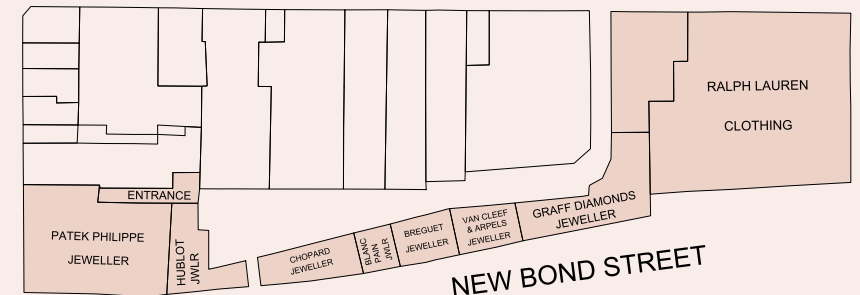 RALPH LAUREN
CLOTHING
ENTRANCE
PATEK PHILIPPE
JEWELLER
HUBLOT
JWLR
CHOPARD
JEWELLER
BLANC
PAIN
JWLR
BREGUET
JEWELLER
VAN CLEEF
& ARPELS
JEWELLER
GRAFF DIAMONDS
JEWELLER
NEW BOND STREET